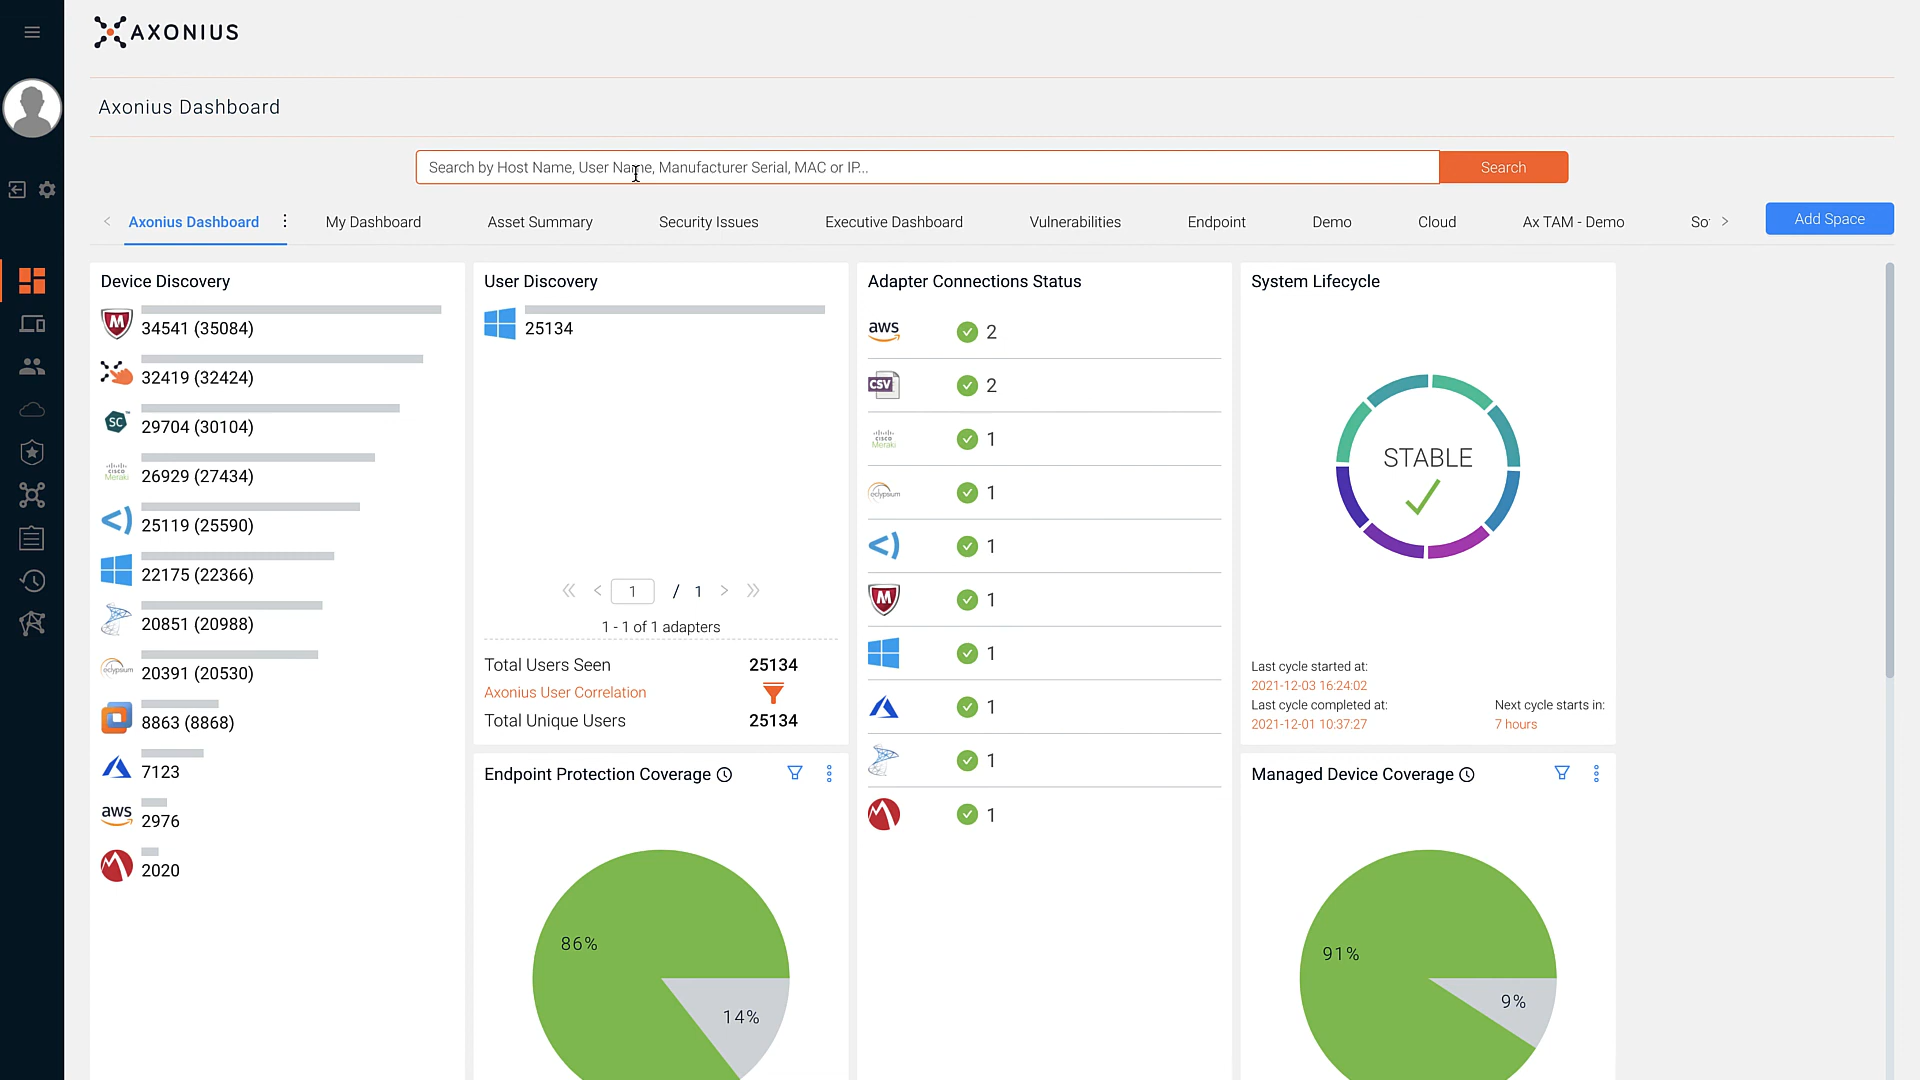 AXONIUS
Axonius Dashboard
Search by Host Name, User Name, Manufacturer Serial, MAC or IP...
Search
Axonius Dashboard
My Dashboard
Asset Summary
Security Issues
Executive Dashboard
Vulnerabilities
Endpoint
Demo
Cloud
Ax TAM - Demo
So
Add Space
Device Discovery
34541 (35084)
32419 (32424)
SC
29704 (30104)
CISCO
Meraki
26929 (27434)
25119 (25590)
22175 (22366)
20851 (20988)
eclypsium
20391 (20530)
8863 (8868)
7123
aws
2976
2020
User Discovery
25134
1 / 1
1 - 1 of 1 adapters
Total Users Seen 25134
Axonius User Correlation
Total Unique Users 25134
Endpoint Protection Coverage
86%
14%
Adapter Connections Status
aws 2
CSV 2
CISCO
Meraki 1
eclypsium 1
1
1
1
1
1
1
System Lifecycle
STABLE
Last cycle started at:
2021-12-03 16:24:02
Last cycle completed at:
2021-12-01 10:37:27
Next cycle starts in:
7 hours
Managed Device Coverage
91%
9%